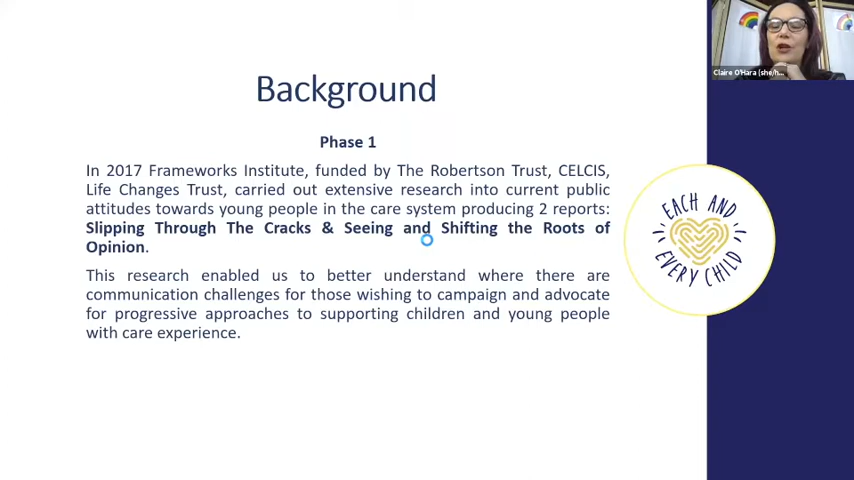 Background
Phase 1
In 2017 Frameworks Institute, funded by The Robertson Trust, CELCIS,
Life Changes Trust, carried out extensive research into current public
attitudes towards young people in the care system producing 2 reports:
Slipping Through The Cracks & Seeing and Shifting the Roots of
Opinion.
This research enabled us to better understand where there are
communication challenges for those wishing to campaign and advocate
for progressive approaches to supporting children and young people
with care experience.
Claire O'Hara (she/h...
EACH AND
EVERY CHILD